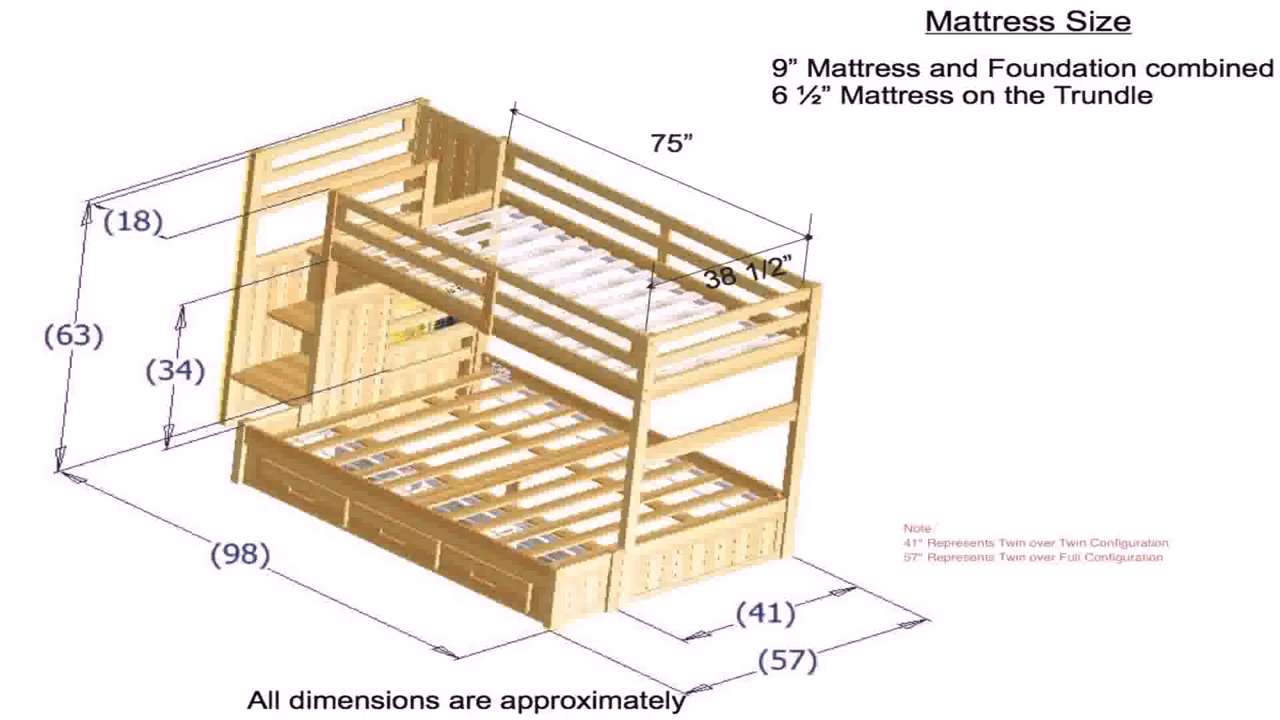 Mattress Size
9” Mattress and Foundation combined
6 ½” Mattress on the Trundle
75”
38 1/2”
(18)
(63)
(34)
(98)
(41)
(57)
Note:
41" Represents Twin over Twin Configuration
57" Represents Twin over Full Configuration
All dimensions are approximately